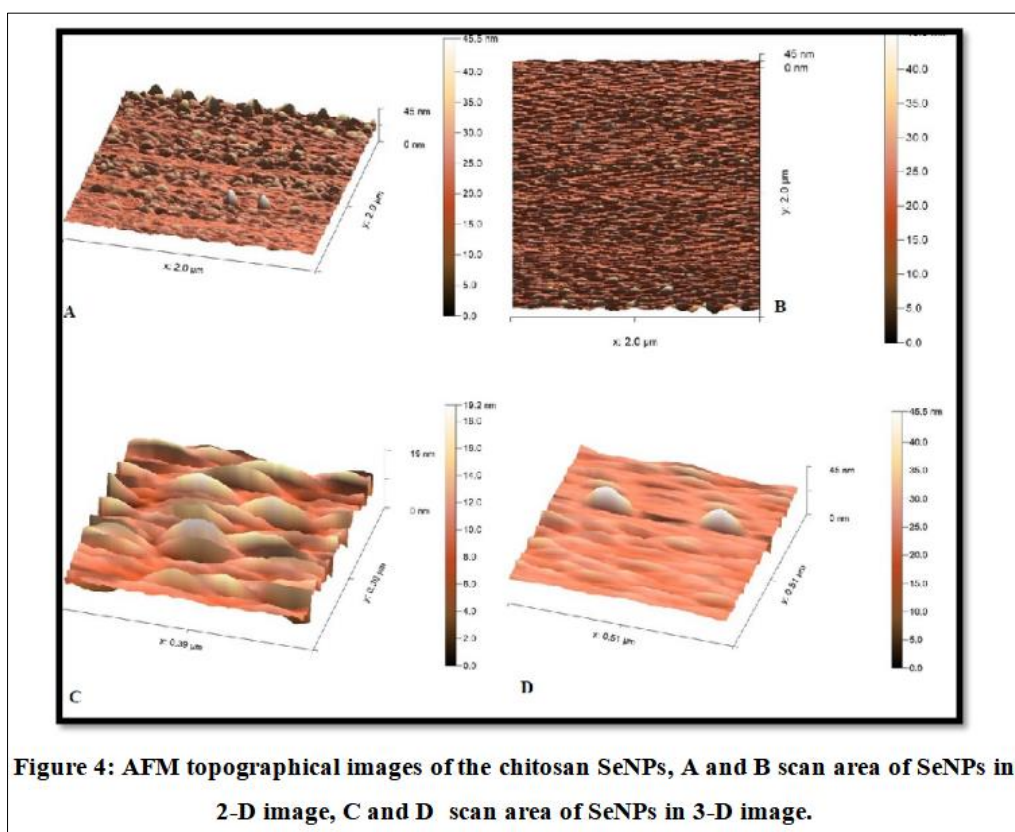 45.5 nm
40.0
35.0
30.0
25.0
20.0
15.0
10.0
5.0
0.0
45 nm
0 nm
y: 2.0 µm
x: 2.0 µm
A
45 nm
0 nm
40.0
35.0
30.0
25.0
20.0
15.0
10.0
5.0
0.0
y: 2.0 µm
B
x: 2.0 µm
19.2 nm
18.0
16.0
14.0
12.0
10.0
8.0
6.0
4.0
2.0
0.0
0 nm
x: 0.39 µm
C
45.5 nm
40.0
35.0
30.0
25.0
20.0
15.0
10.0
5.0
0.0
45 nm
0 nm
y: 0.51 µm
x: 0.51 µm
D
Figure 4: AFM topographical images of the chitosan SeNPs, A and B scan area of SeNPs in
2-D image, C and D scan area of SeNPs in 3-D image.